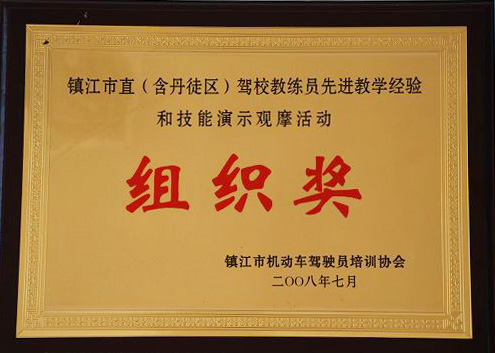 镇江市直（含丹徒区）驾校教练员先进教学经验
和技能演示观摩活动
组织奖
镇江市机动车驾驶员培训协会
二〇〇八年七月